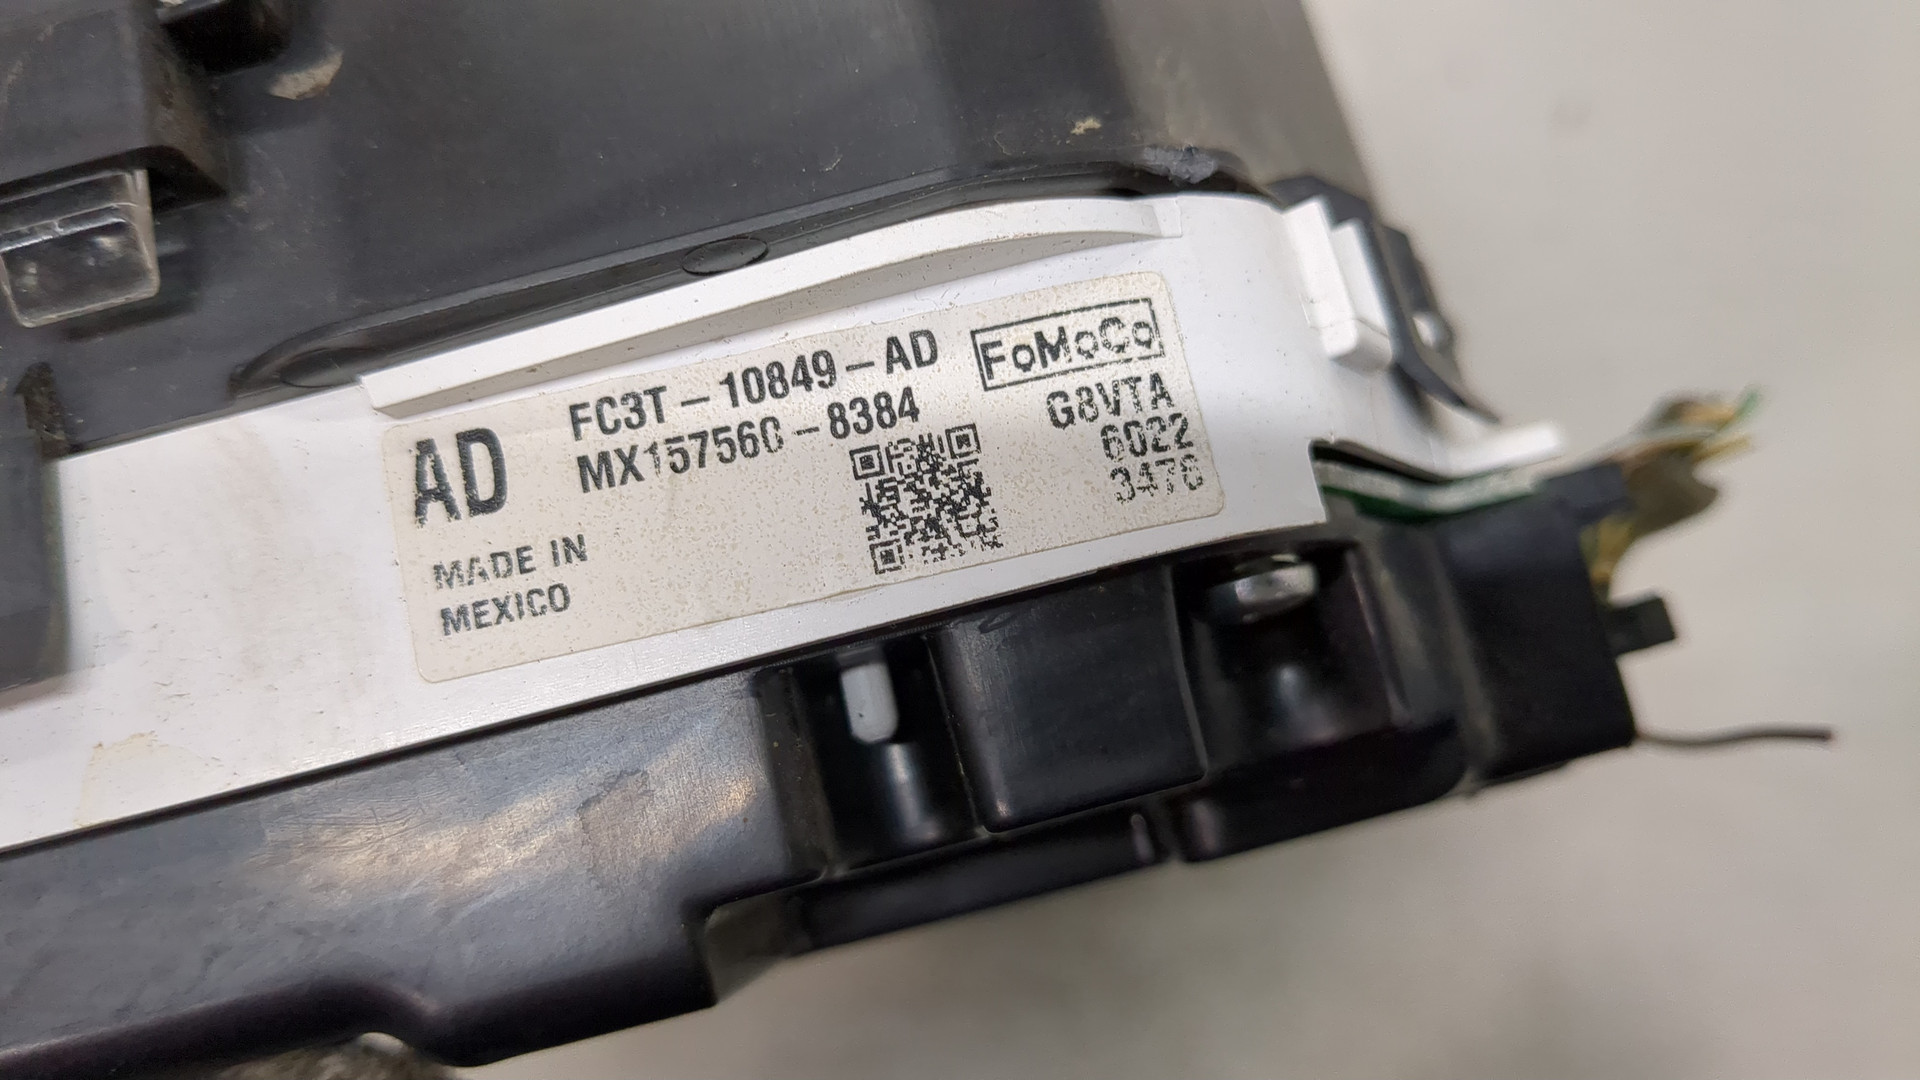 AD
FC3T-10849-AD
MX157560-8384
MADE IN
MEXICO
FoMoCo
G8VTA
6022
3476